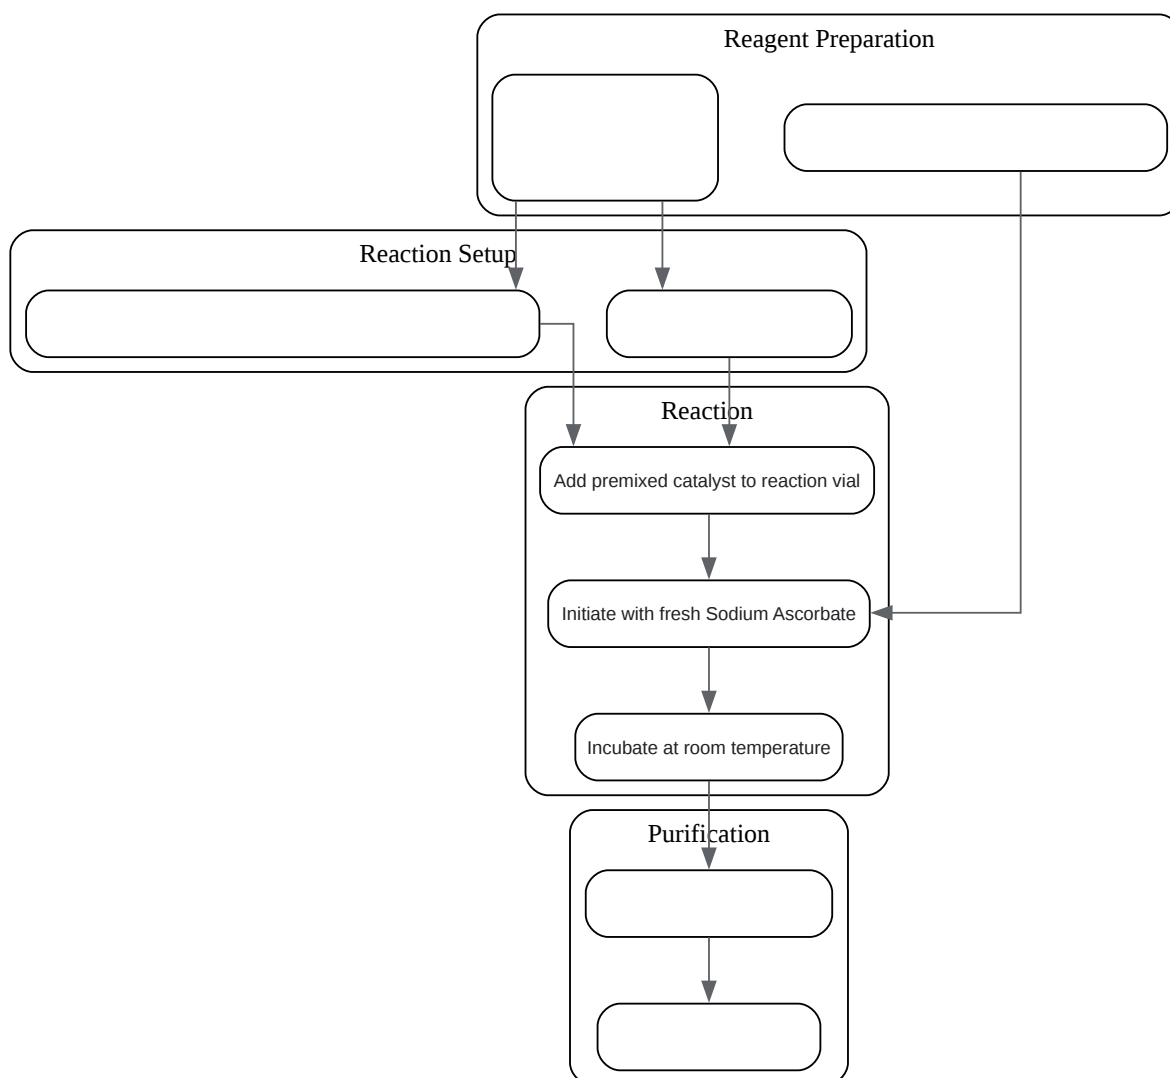 Reagent Preparation
Reaction Setup
Reaction
Add premixed catalyst to reaction vial
Initiate with fresh Sodium Ascorbate
Incubate at room temperature
Purification